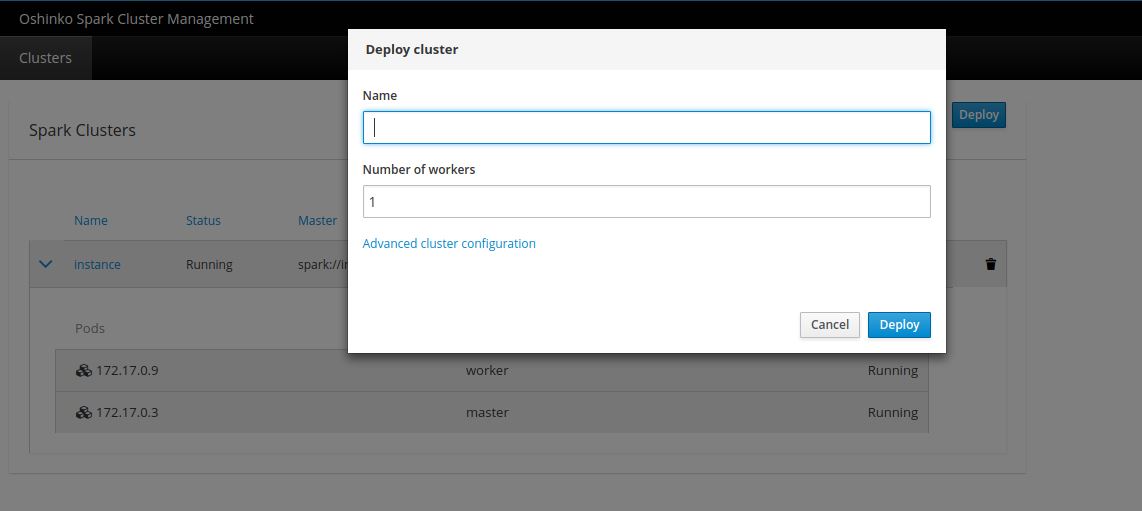 Oshinko Spark Cluster Management
Clusters
Deploy cluster
Name
Number of workers
1
Advanced cluster configuration
Cancel
Deploy
Spark Clusters
Deploy
Name Status Master
instance Running
Pods
172.17.0.9 worker Running
172.17.0.3 master Running